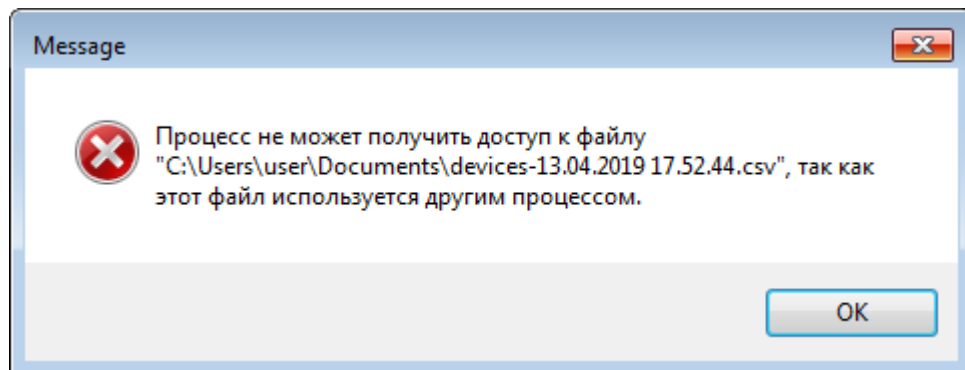 Message
Процесс не может получить доступ к файлу
"C:\Users\user\Documents\devices-13.04.2019 17.52.44.csv", так как
этот файл используется другим процессом.
OK